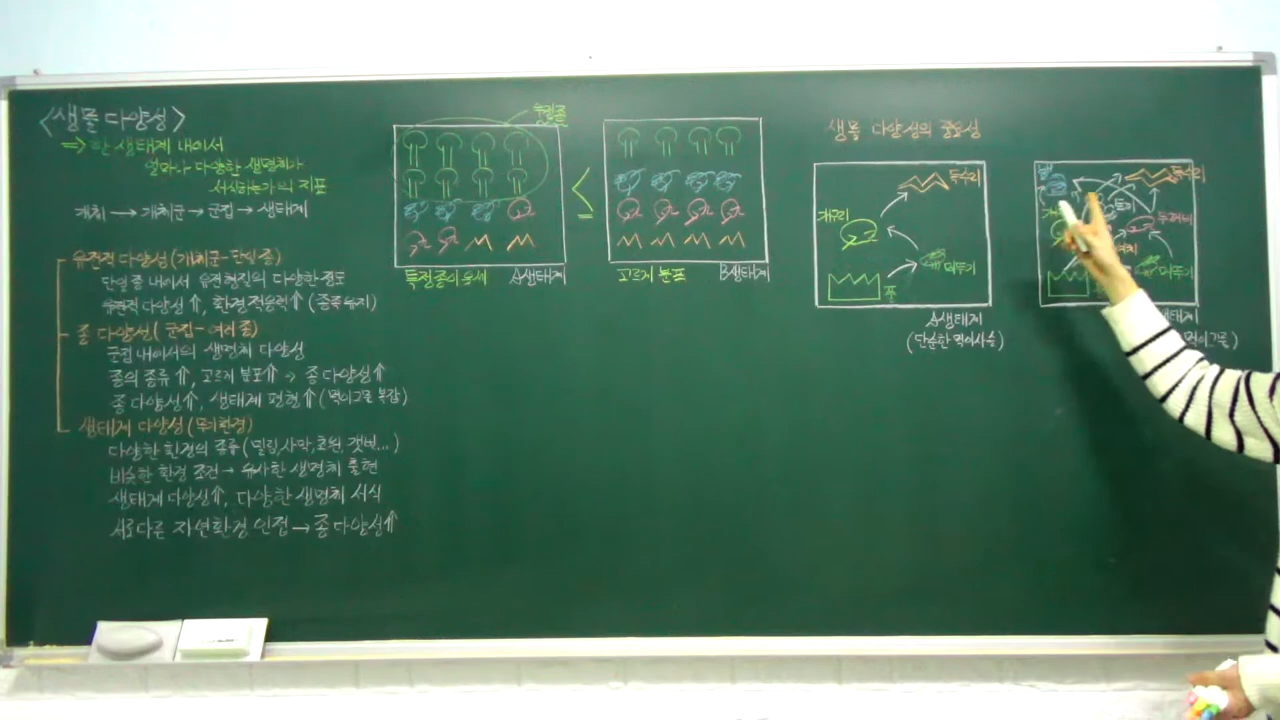 <생물 다양성>
⇒ 한 생태계 내에서
얼마나 다양한 생명체가
서식하는가의 지표
개체 → 개체군 → 군집 → 생태계
유전적 다양성 (개체군-단일종)
단일종 내에서 유전형질의 다양한 정도
유전적 다양성⇑, 환경적응력⇑ (종족유지)
종 다양성 (군집-여러종)
군집 내에서의 생명체 다양성
종의 종류⇑, 고르게 분포⇑ → 종 다양성⇑
종 다양성⇑, 생태계 평형⇑ (먹이그물 복잡)
생태계 다양성 (무기환경)
다양한 환경의 종류 (밀림,사막,초원,갯벌...)
비슷한 환경 조건 → 유사한 생명체 출현
생태계 다양성⇑, 다양한 생명체 서식
서로다른 자연환경 인접 → 종 다양성⇑
우점종
<
특정종이 우세 A생태계
고르게 분포 B생태계
생물 다양성의 중요성
독수리
개구리
메뚜기
풀
A생태계
(단순한 먹이사슬)
뱀
독수리
토끼
메뚜기
생태계
먹이그물)